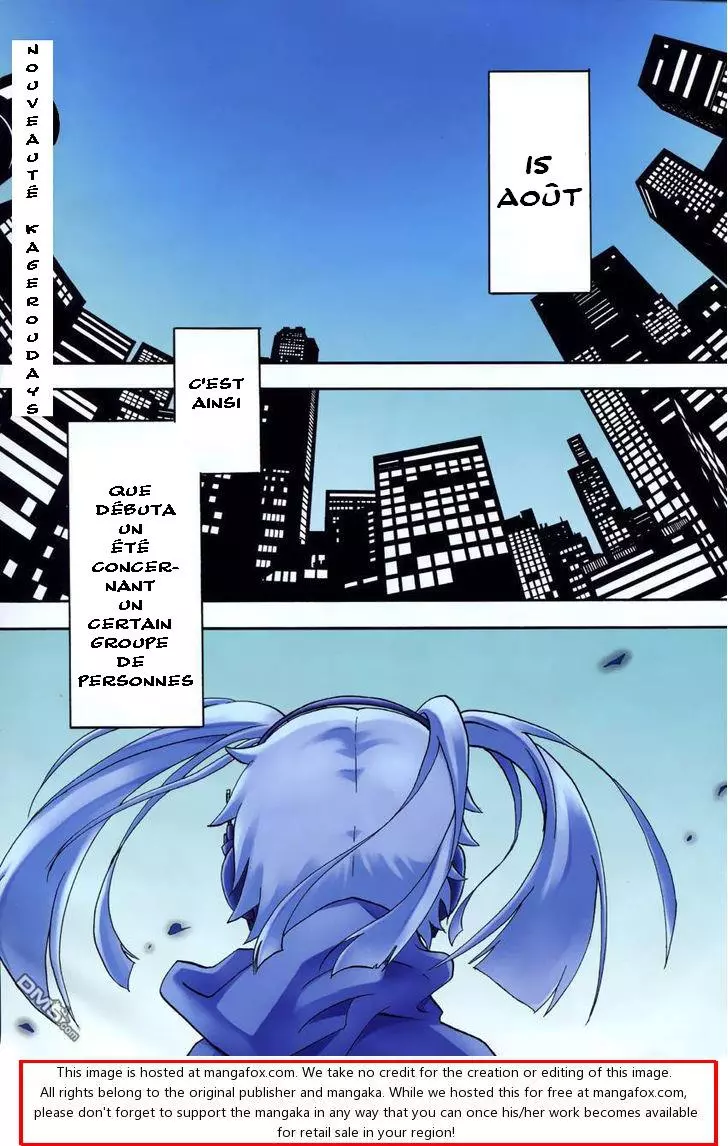 NOUVEAUTÉ KAGEROUDAYS
15
AOÛT
C'EST
AINSI
QUE
DÉBUTA
UN
ÉTÉ
CONCER-
NANT
UN
CERTAIN
GROUPE
DE
PERSONNES
DMS
.com
This image is hosted at mangafox.com. We take no credit for the creation or editing of this image.
All rights belong to the original publisher and mangaka. While we hosted this for free at mangafox.com,
please don't forget to support the mangaka in any way that you can once his/her work becomes available
for retail sale in your region!